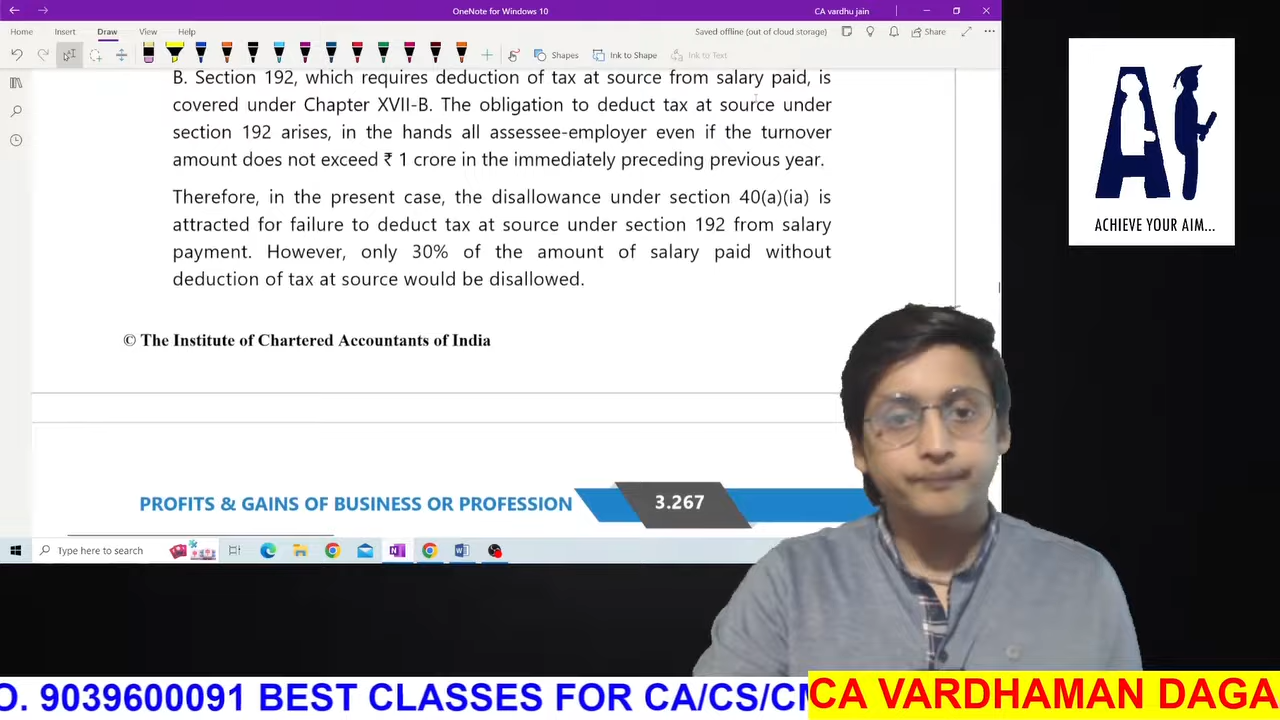 OneNote for Windows 10
CA vardhu jain
Home Insert Draw View Help
Saved offline (out of cloud storage)
Share
Shapes
Ink to Shape
Ink to Text
B. Section 192, which requires deduction of tax at source from salary paid, is
covered under Chapter XVII-B. The obligation to deduct tax at source under
section 192 arises, in the hands all assessee-employer even if the turnover
amount does not exceed ₹ 1 crore in the immediately preceding previous year.
Therefore, in the present case, the disallowance under section 40(a)(ia) is
attracted for failure to deduct tax at source under section 192 from salary
payment. However, only 30% of the amount of salary paid without
deduction of tax at source would be disallowed.
© The Institute of Chartered Accountants of India
PROFITS & GAINS OF BUSINESS OR PROFESSION
3.267
Type here to search
A
ACHIEVE YOUR AIM...
O. 9039600091 BEST CLASSES FOR CA/CS/CM
CA VARDHAMAN DAGA